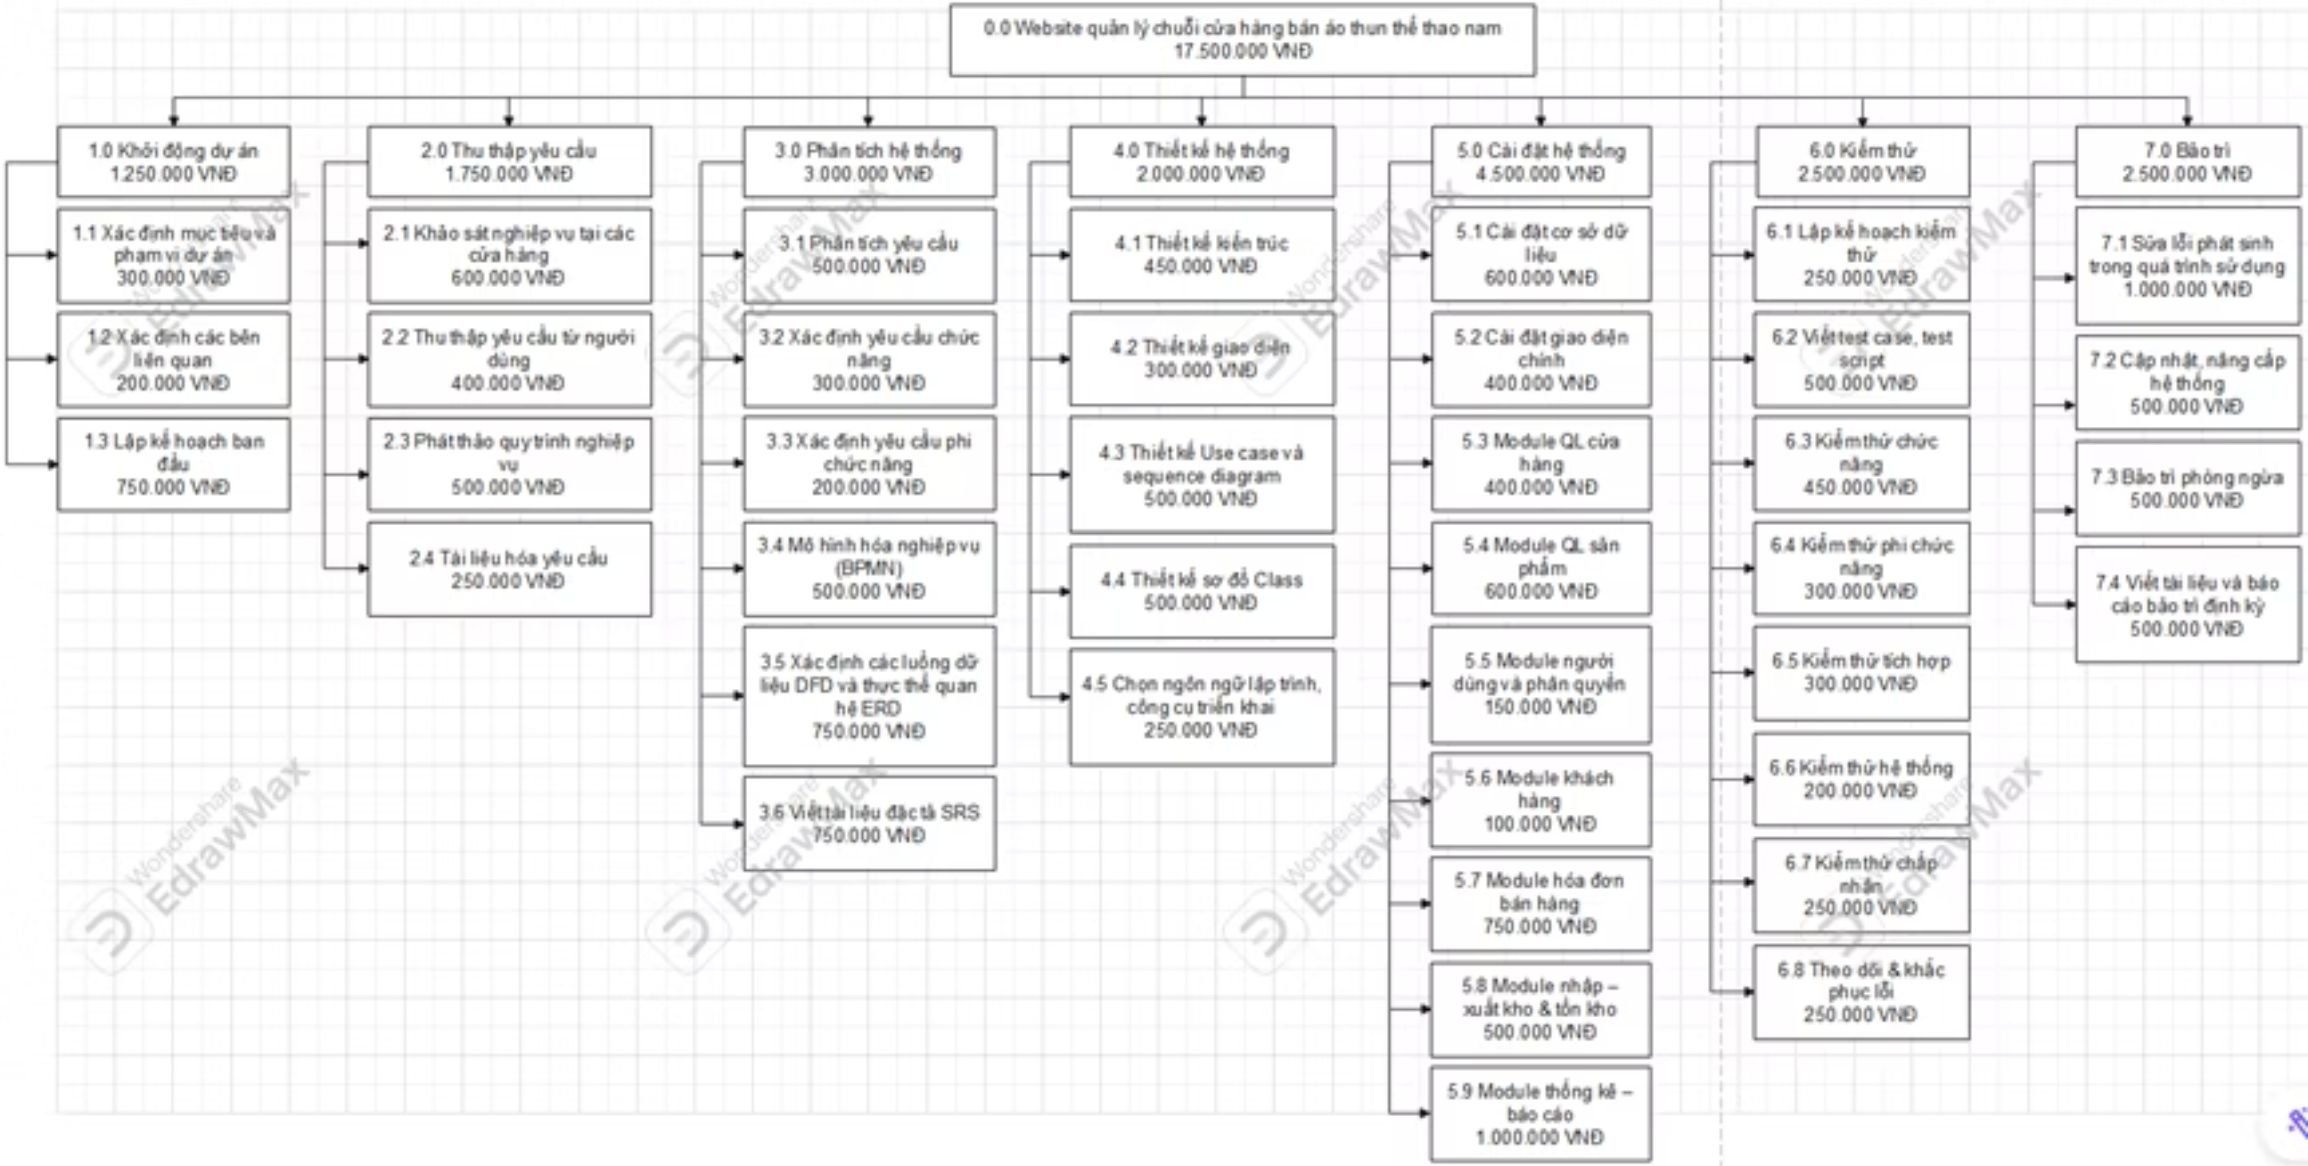 0.0 Website quản lý chuỗi cửa hàng bán áo thun thể thao nam
17.500.000 VNĐ
1.0 Khởi động dự án
1.250.000 VNĐ
1.1 Xác định mục tiêu và
phạm vi dự án
300.000 VNĐ
1.2 Xác định các bên
liên quan
200.000 VNĐ
1.3 Lập kế hoạch ban
đầu
750.000 VNĐ
2.0 Thu thập yêu cầu
1.750.000 VNĐ
2.1 Khảo sát nghiệp vụ tại các
cửa hàng
600.000 VNĐ
2.2 Thu thập yêu cầu từ người
dùng
400.000 VNĐ
2.3 Phát thảo quy trình nghiệp
vụ
500.000 VNĐ
2.4 Tài liệu hóa yêu cầu
250.000 VNĐ
3.0 Phân tích hệ thống
3.000.000 VNĐ
3.1 Phân tích yêu cầu
500.000 VNĐ
3.2 Xác định yêu cầu chức
năng
300.000 VNĐ
3.3 Xác định yêu cầu phi
chức năng
200.000 VNĐ
3.4 Mô hình hóa nghiệp vụ
(BPMN)
500.000 VNĐ
3.5 Xác định các luồng dữ
liệu DFD và thực thể quan
hệ ERD
750.000 VNĐ
3.6 Viết tài liệu đặc tả SRS
750.000 VNĐ
4.0 Thiết kế hệ thống
2.000.000 VNĐ
4.1 Thiết kế kiến trúc
450.000 VNĐ
4.2 Thiết kế giao diện
300.000 VNĐ
4.3 Thiết kế Use case và
sequence diagram
500.000 VNĐ
4.4 Thiết kế sơ đồ Class
500.000 VNĐ
4.5 Chọn ngôn ngữ lập trình,
công cụ triển khai
250.000 VNĐ
5.0 Cài đặt hệ thống
4.500.000 VNĐ
5.1 Cài đặt cơ sở dữ
liệu
600.000 VNĐ
5.2 Cài đặt giao diện
chính
400.000 VNĐ
5.3 Module QL cửa
hàng
400.000 VNĐ
5.4 Module QL sản
phẩm
600.000 VNĐ
5.5 Module người
dùng và phân quyền
150.000 VNĐ
5.6 Module khách
hàng
100.000 VNĐ
5.7 Module hóa đơn
bán hàng
750.000 VNĐ
5.8 Module nhập –
xuất kho & tồn kho
500.000 VNĐ
5.9 Module thống kê –
báo cáo
1.000.000 VNĐ
6.0 Kiểm thử
2.500.000 VNĐ
6.1 Lập kế hoạch kiểm
thử
250.000 VNĐ
6.2 Viết test case, test
script
500.000 VNĐ
6.3 Kiểm thử chức
năng
450.000 VNĐ
6.4 Kiểm thử phi chức
năng
300.000 VNĐ
6.5 Kiểm thử tích hợp
300.000 VNĐ
6.6 Kiểm thử hệ thống
200.000 VNĐ
6.7 Kiểm thử chấp
nhận
250.000 VNĐ
6.8 Theo dõi & khắc
phục lỗi
250.000 VNĐ
7.0 Bảo trì
2.500.000 VNĐ
7.1 Sửa lỗi phát sinh
trong quá trình sử dụng
1.000.000 VNĐ
7.2 Cập nhật, nâng cấp
hệ thống
500.000 VNĐ
7.3 Bảo trì phòng ngừa
500.000 VNĐ
7.4 Viết tài liệu và báo
cáo bảo trì định kỳ
500.000 VNĐ
Wondershare
EdrawMax
Wondershare
EdrawMax
Wondershare
EdrawMax
Wondershare
EdrawMax
Wondershare
EdrawMax
Wondershare
EdrawMax
Wondershare
EdrawMax
Wondershare
EdrawMax